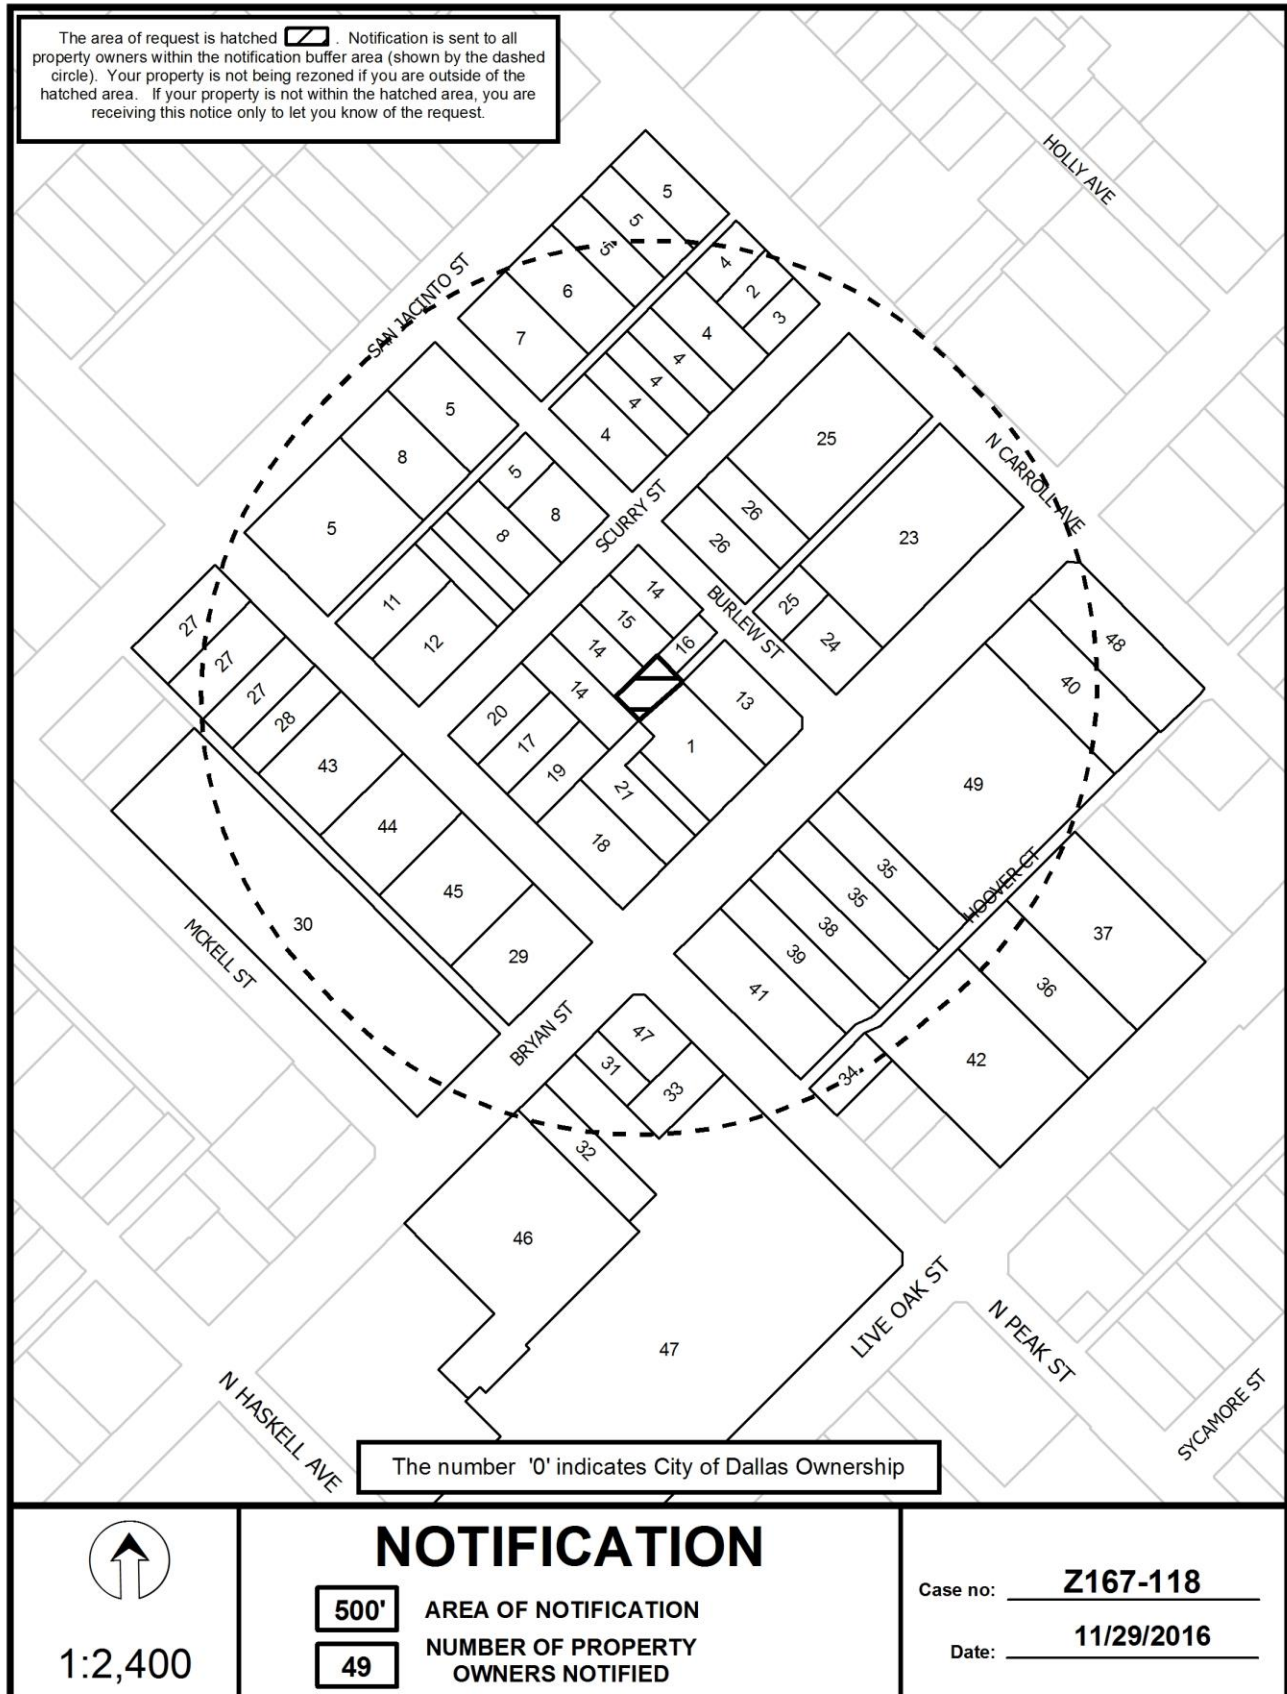 The area of request is hatched . Notification is sent to all
property owners within the notification buffer area (shown by the dashed
circle). Your property is not being rezoned if you are outside of the
hatched area. If your property is not within the hatched area, you are
receiving this notice only to let you know of the request.
HOLLY AVE
5
5
5
SAN JACINTO ST
6
7
4
2
3
4
4
4
4
4
5
8
5
25
N CARROLL AVE
5
8
8
SCURRY ST
26
26
23
11
12
14
15
14
14
16
BURLEW ST
25
24
27
27
27
28
20
17
19
13
1
48
40
43
44
45
21
18
49
30
MCKELL ST
29
35
35
38
39
41
HOOVER CT
37
36
42
34
BRYAN ST
47
31
33
32
46
47
LIVE OAK ST
N PEAK ST
N HASKELL AVE
SYCAMORE ST
The number '0' indicates City of Dallas Ownership
1:2,400
NOTIFICATION
500' AREA OF NOTIFICATION
49 NUMBER OF PROPERTY
OWNERS NOTIFIED
Case no: Z167-118
Date: 11/29/2016